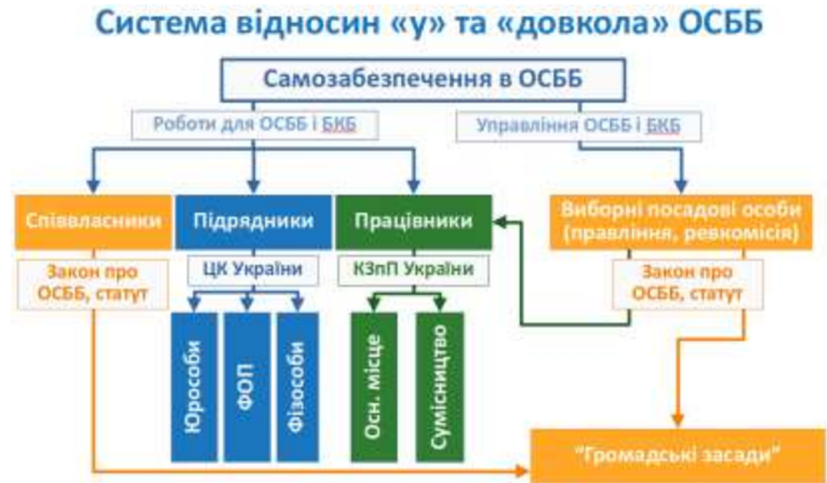 Система відносин «у» та «довкола» ОСББ
Самозабезпечення в ОСББ
Роботи для ОСББ і БКБ
Управління ОСББ і БКБ
Співвласники
Підрядники
Працівники
Виборні посадові особи
(правління, ревкомісія)
Закон про
ОСББ, статут
ЦК України
КЗпП України
Закон про
ОСББ, статут
Юрособи
ФОП
Фізособи
Осн. місце
Сумісництво
"Громадські засади"